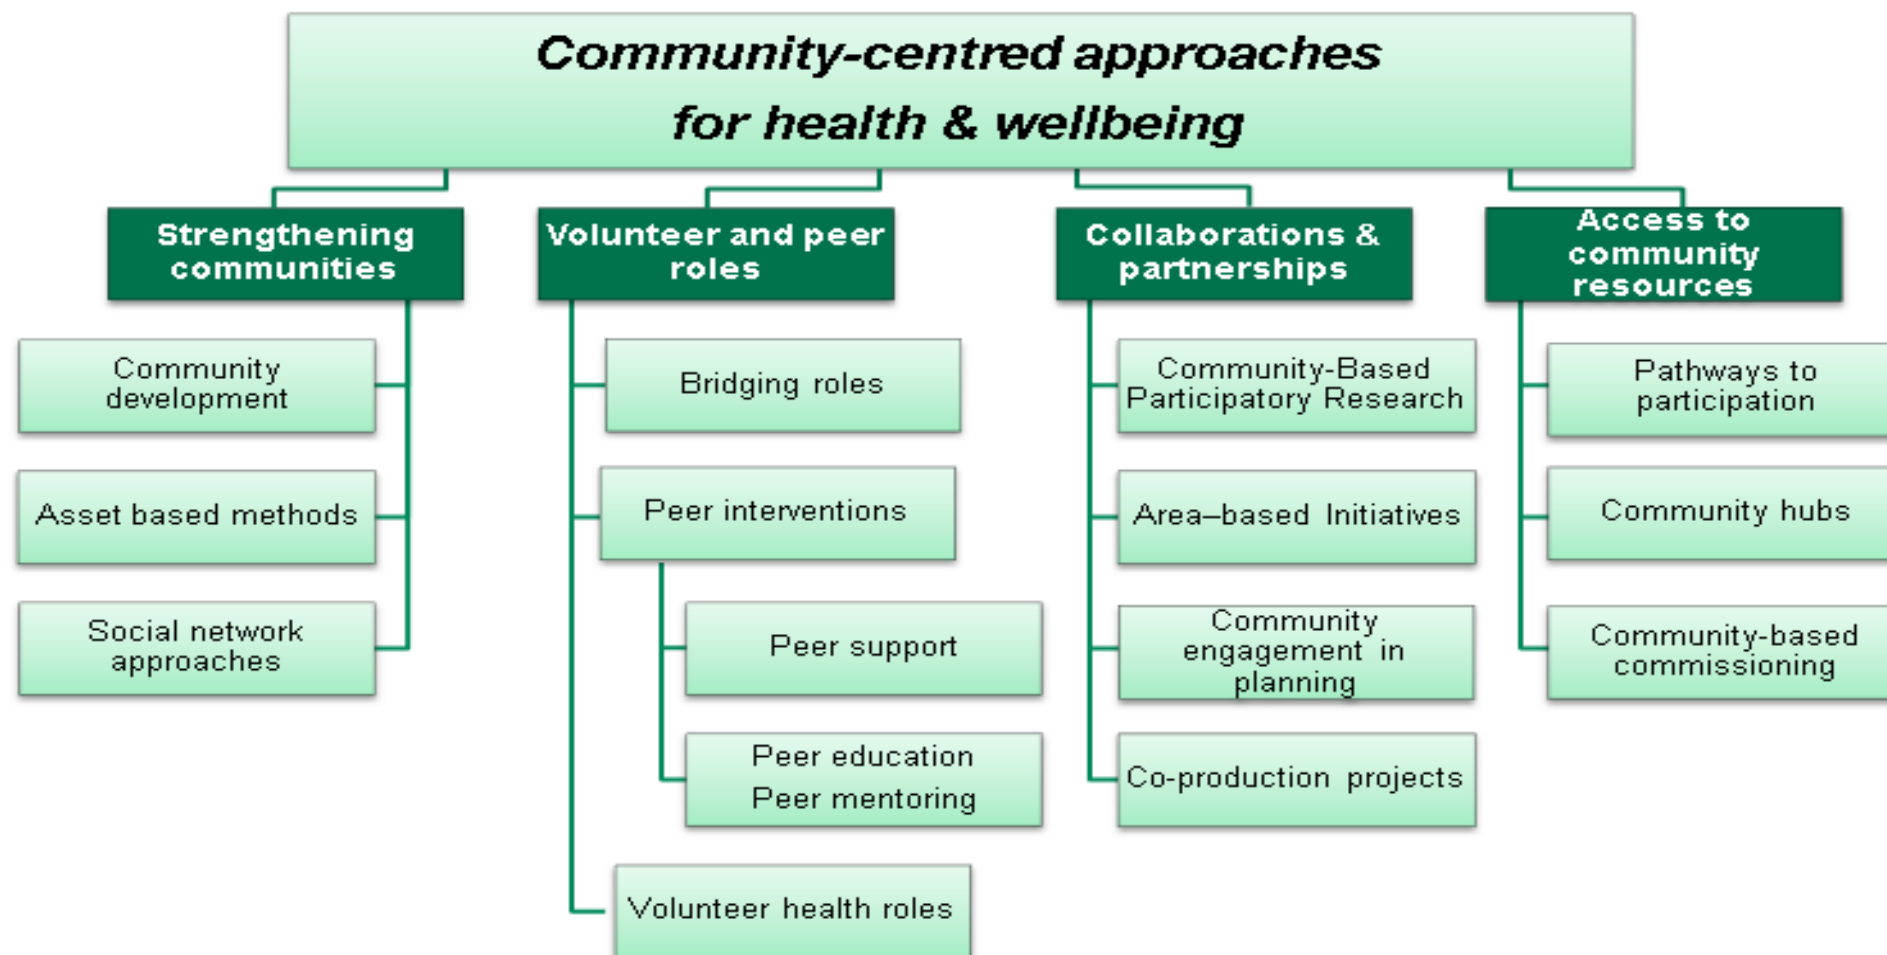 Community-centred approaches
for health & wellbeing
Strengthening
communities
Community
development
Asset based methods
Social network
approaches
Volunteer and peer
roles
Bridging roles
Peer interventions
Peer support
Peer education
Peer mentoring
Volunteer health roles
Collaborations &
partnerships
Community-Based
Participatory Research
Area–based Initiatives
Community
engagement in
planning
Co-production projects
Access to
community
resources
Pathways to
participation
Community hubs
Community-based
commissioning